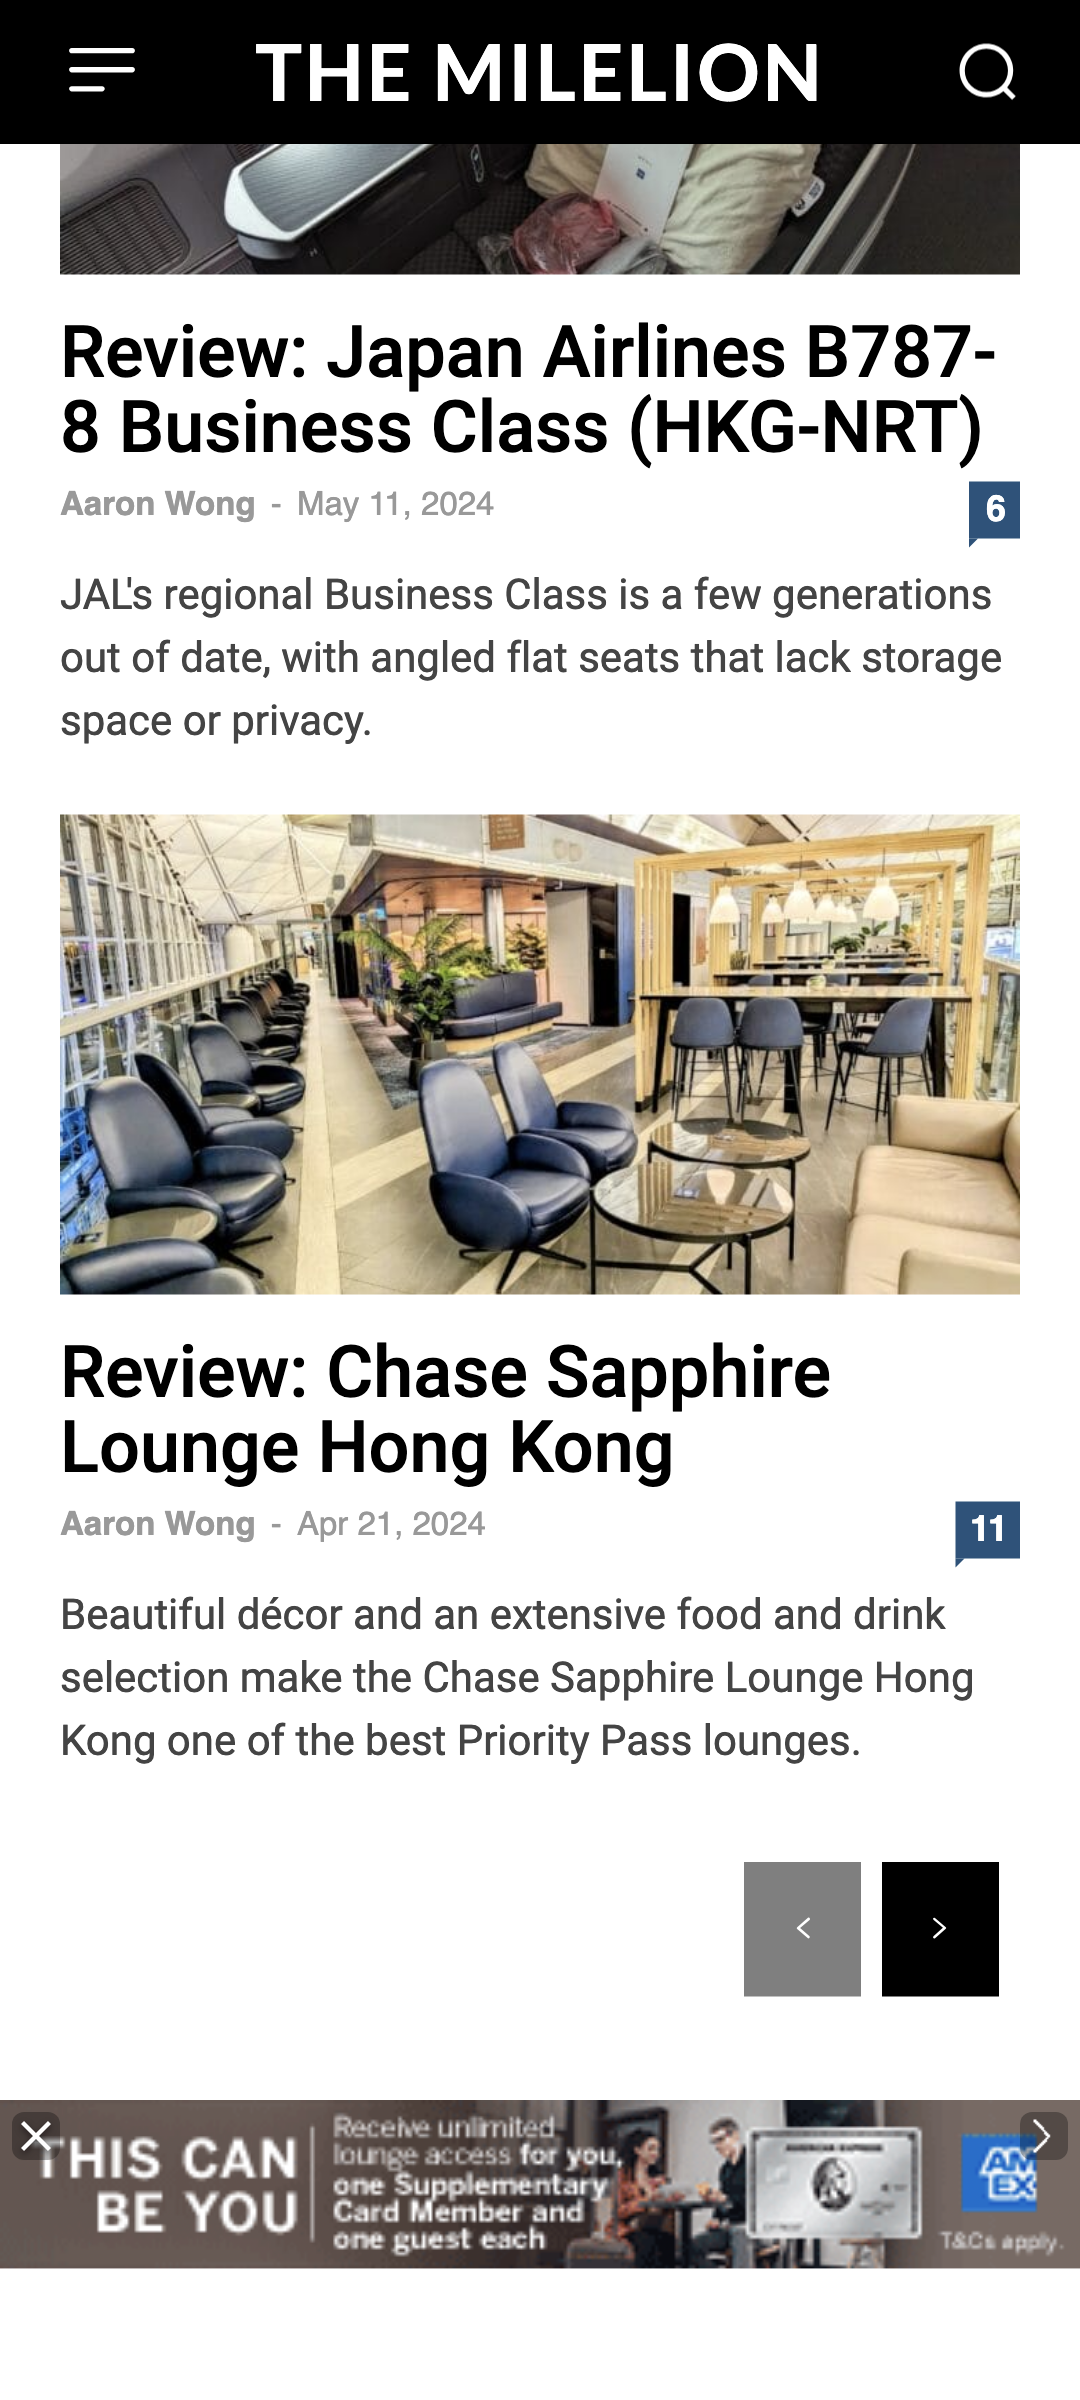 THE MILELION
Review: Japan Airlines B787-
8 Business Class (HKG-NRT)
Aaron Wong - May 11, 2024
6
JAL's regional Business Class is a few generations
out of date, with angled flat seats that lack storage
space or privacy.
Review: Chase Sapphire
Lounge Hong Kong
Aaron Wong - Apr 21, 2024
11
Beautiful décor and an extensive food and drink
selection make the Chase Sapphire Lounge Hong
Kong one of the best Priority Pass lounges.
THIS CAN
BE YOU
Receive unlimited
lounge access for you,
one Supplementary
Card Member and
one guest each
AMERICAN EXPRESS
AM
EX
T&Cs apply.